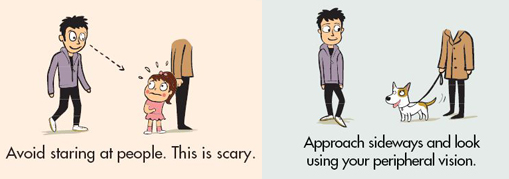 Avoid staring at people. This is scary.
Approach sideways and look
using your peripheral vision.